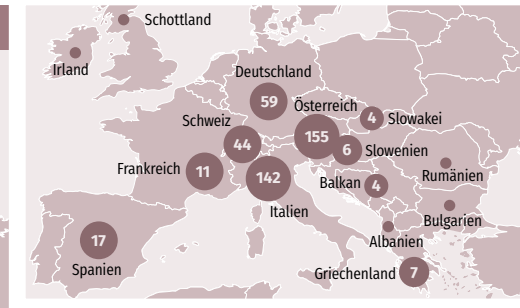 Schottland
Irland
Deutschland
59
Österreich
155
4 Slowakei
Schweiz
44
6 Slowenien
Frankreich
11
142
Italien
Balkan 4
Rumänien
Bulgarien
Albanien
17
Spanien
Griechenland 7